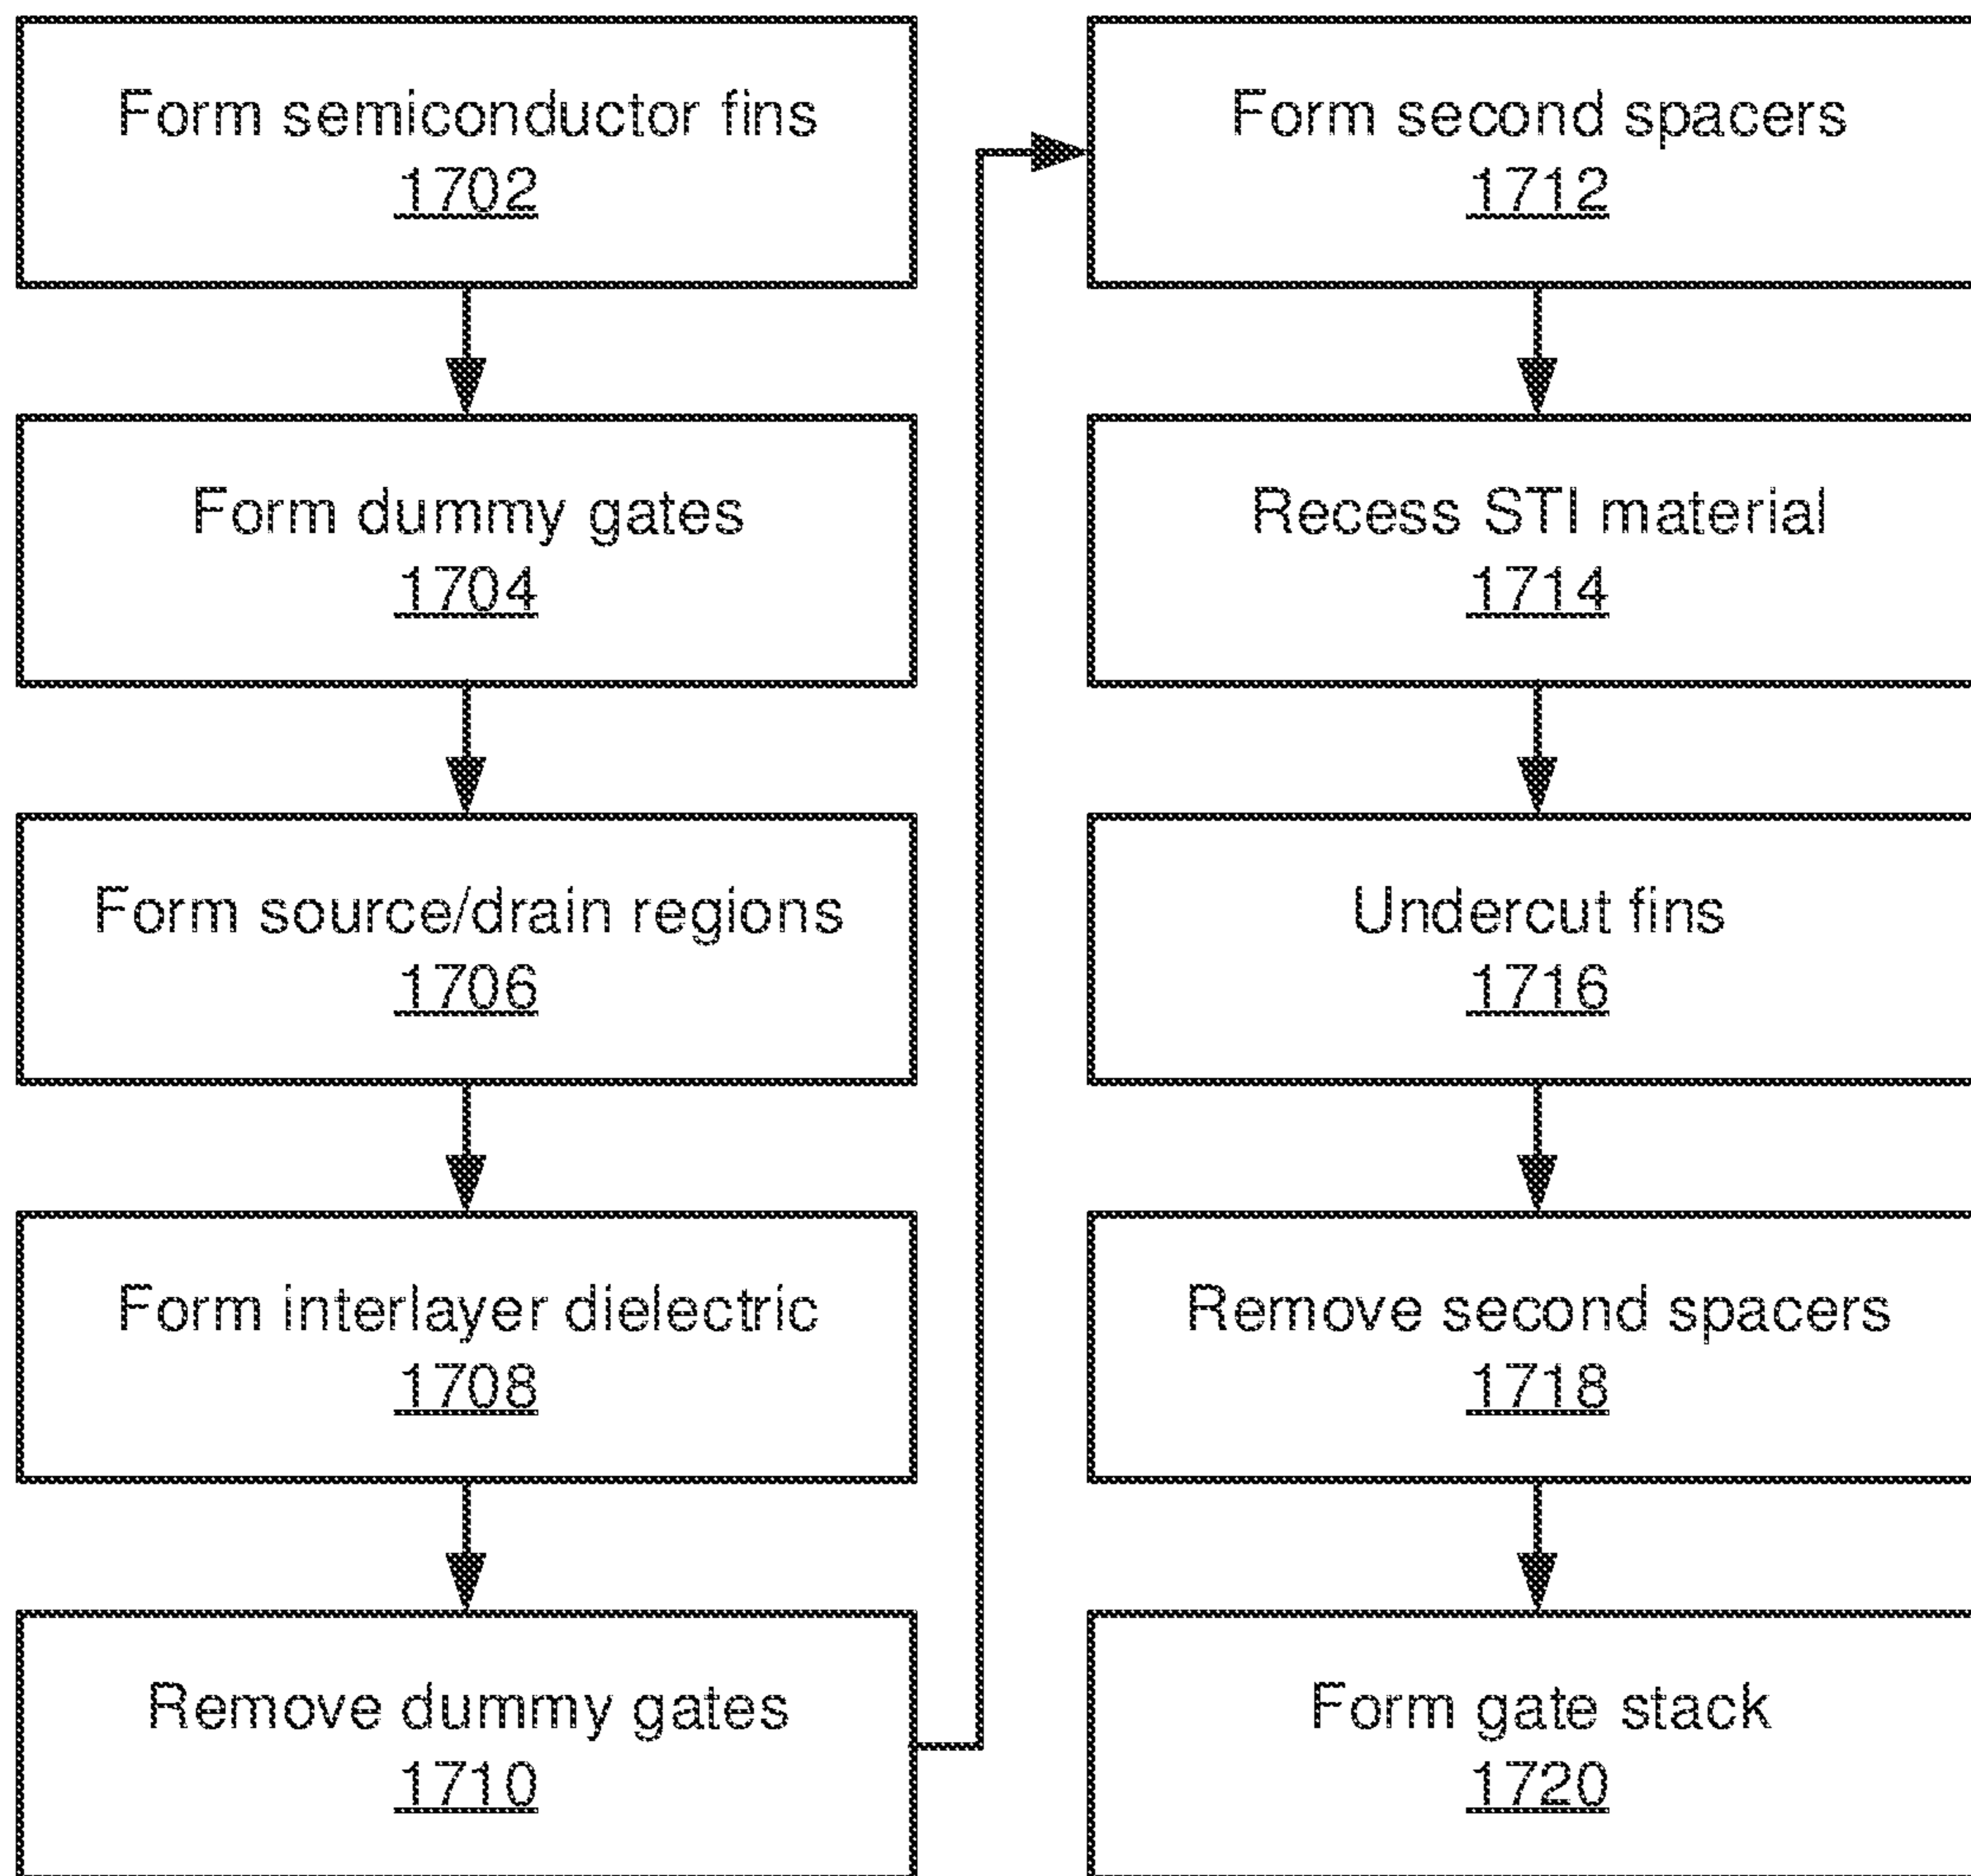 Form semiconductor fins
1702
Form dummy gates
1704
Form source/drain regions
1706
Form interlayer dielectric
1708
Remove dummy gates
1710
Form second spacers
1712
Recess STI material
1714
Undercut fins
1716
Remove second spacers
1718
Form gate stack
1720